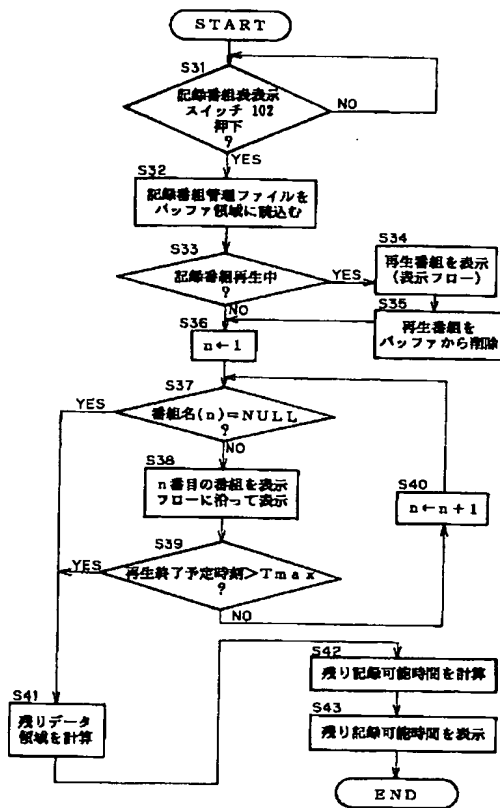 START
S31
記録番組表表示
スイッチ 102
押下
?
NO
YES
S32
記録番組管理ファイルを
バッファ領域に読込む
S33
記録番組再生中
?
YES
NO
S34
再生番組を表示
(表示フロー)
S35
再生番組を
バッファから削除
S36
n←1
S37
番組名(n)=NULL
?
YES
NO
S38
n番目の番組を表示
フローに沿って表示
S39
再生終了予定時刻>Tmax
?
YES
NO
S40
n←n+1
S41
残りデータ
領域を計算
S42
残り記録可能時間を計算
S43
残り記録可能時間を表示
END